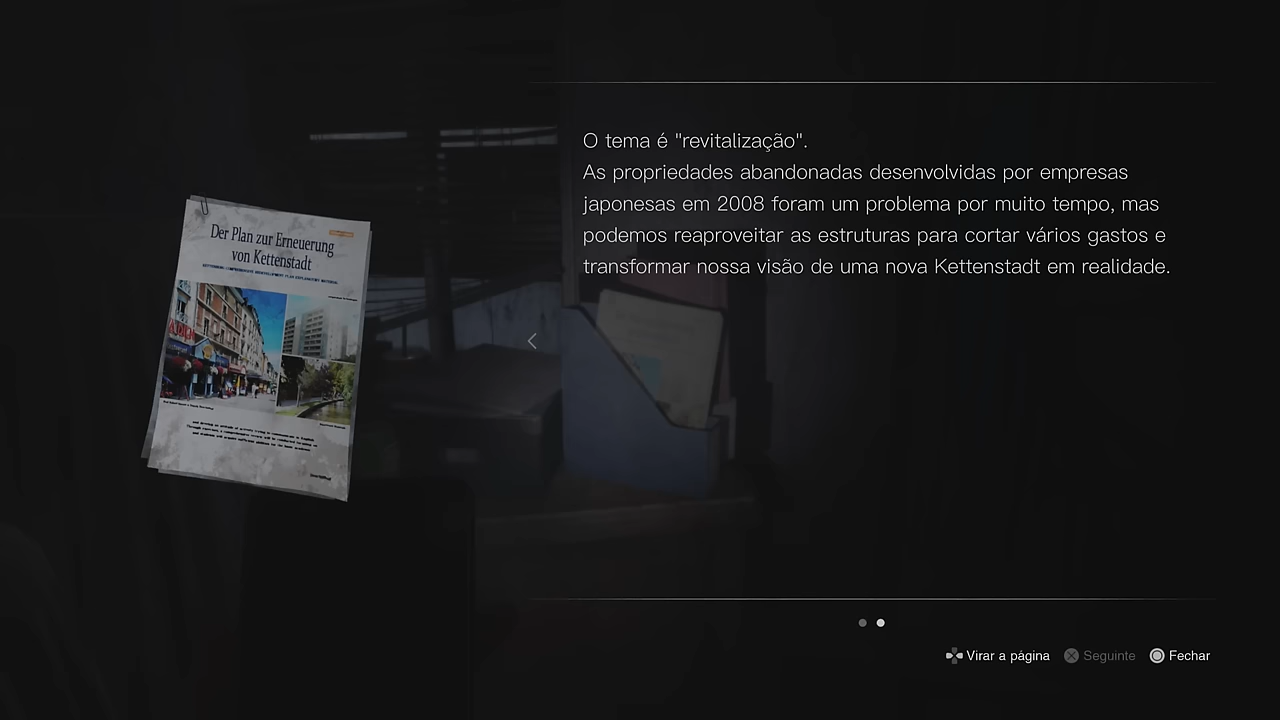 O tema é "revitalização".
As propriedades abandonadas desenvolvidas por empresas
japonesas em 2008 foram um problema por muito tempo, mas
podemos reaproveitar as estruturas para cortar vários gastos e
transformar nossa visão de uma nova Kettenstadt em realidade.
Der Plan zur Erneuerung
von Kettenstadt
Virar a página
Seguinte
Fechar